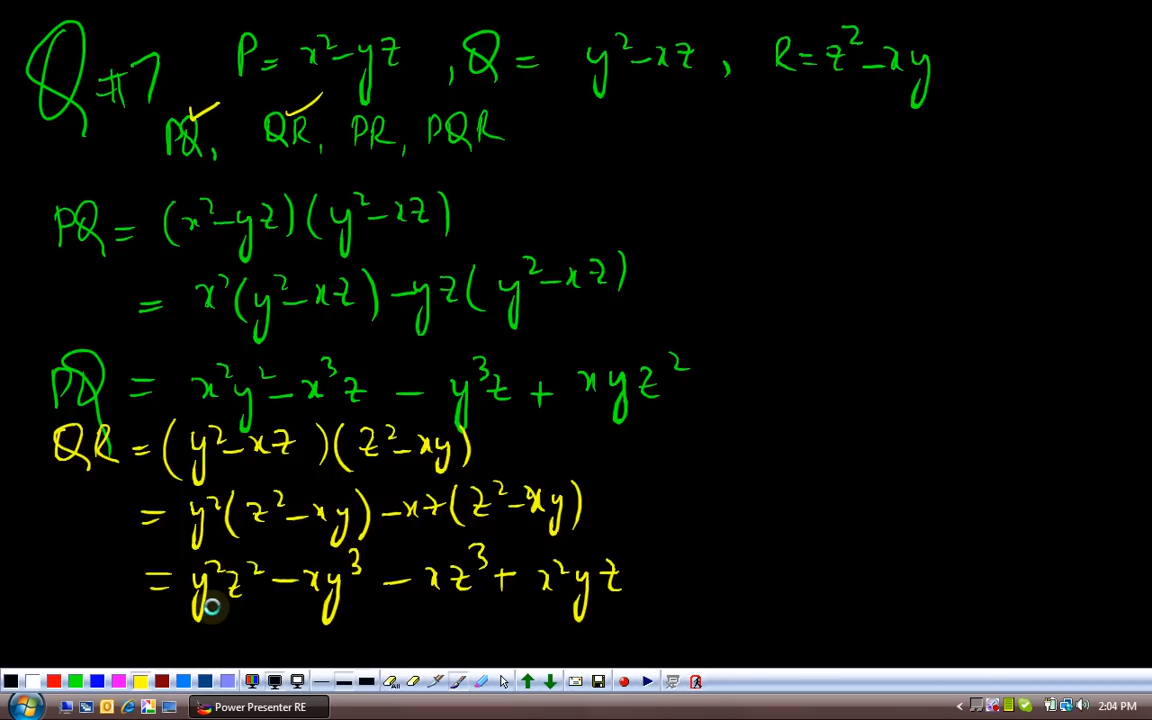 Q#7 P = x²-yz , Q = y²-xz , R = z²-xy
PQ, QR, PR, PQR
PQ = (x²-yz)(y²-xz)
= x²(y²-xz) -yz(y²-xz)
PQ = x²y² - x³z - y³z + xyz²
QR = (y²-xz)(z²-xy)
= y²(z²-xy) -xz(z²-xy)
= y²z² - xy³ - xz³ + x²yz
All
Power Presenter RE
2:04 PM